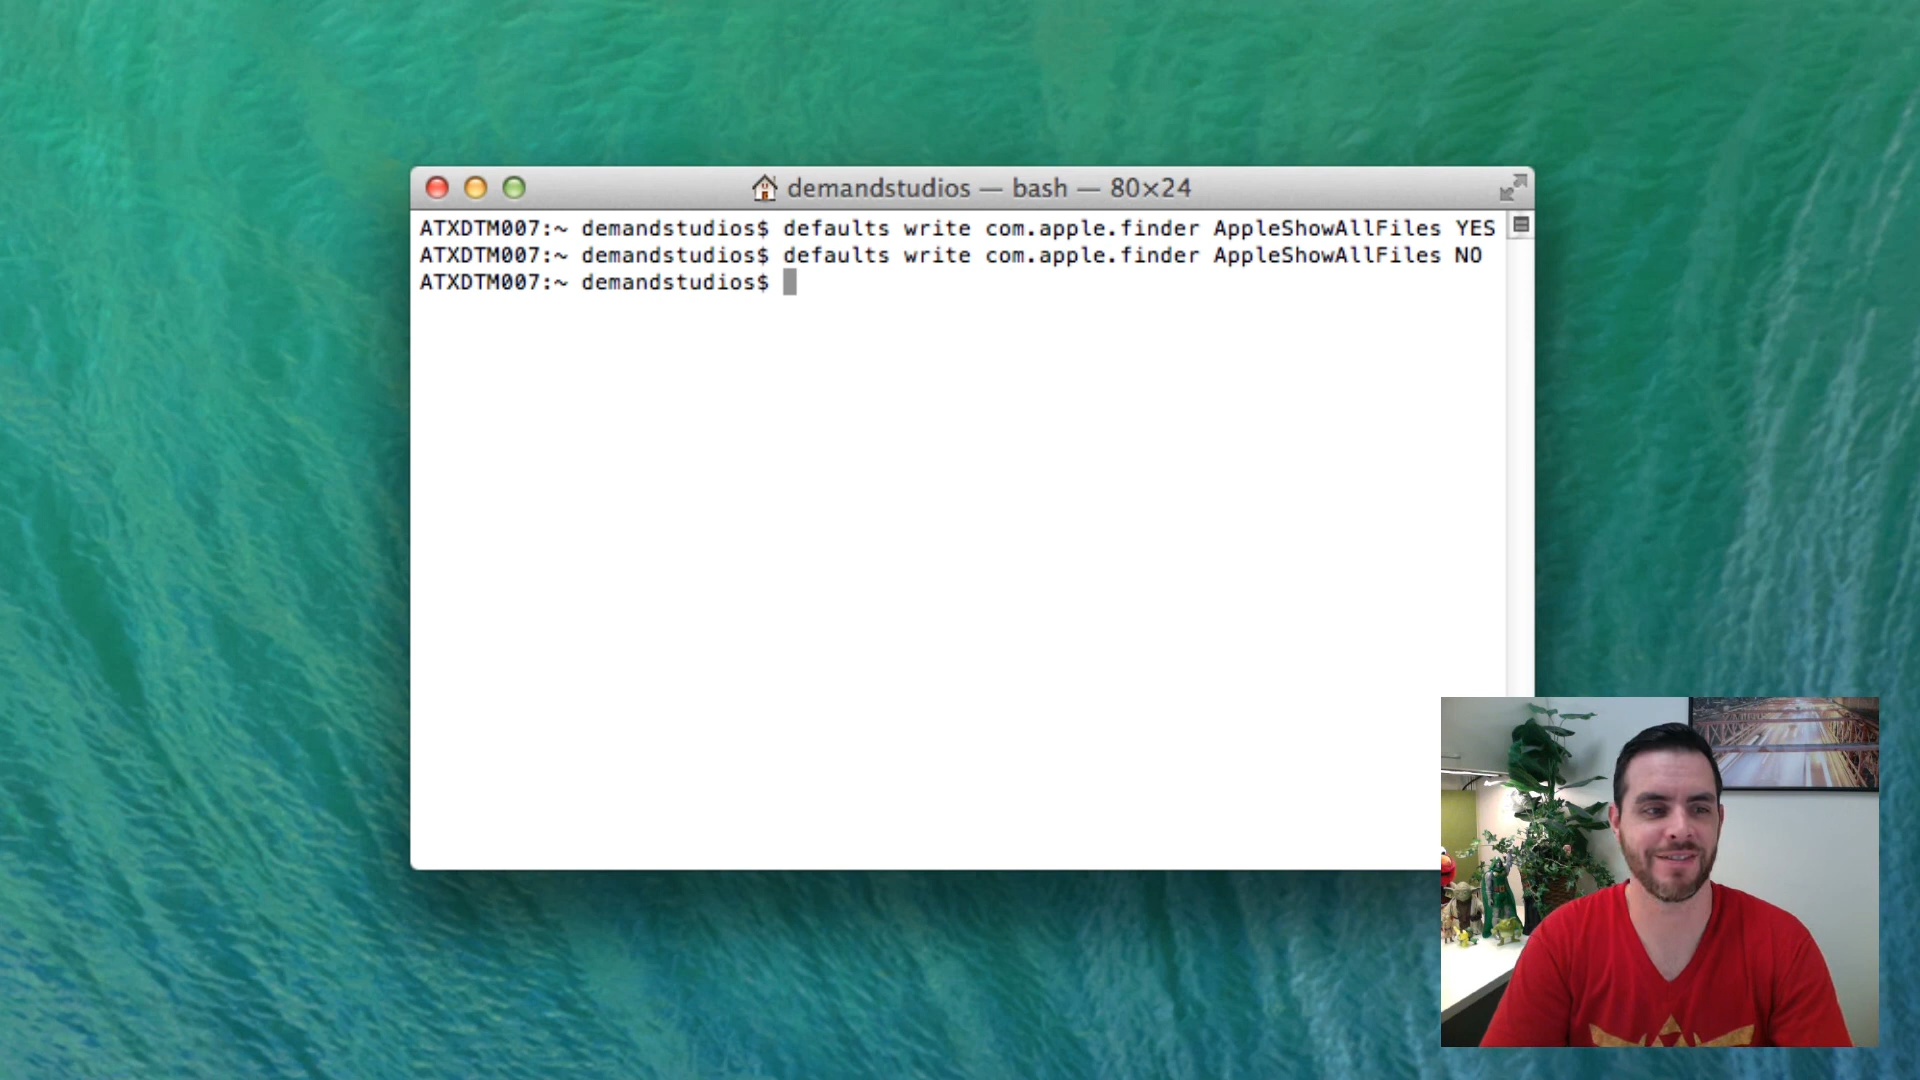 demandstudios — bash — 80×24
ATXDTM007:~ demandstudios$ defaults write com.apple.finder AppleShowAllFiles YES
ATXDTM007:~ demandstudios$ defaults write com.apple.finder AppleShowAllFiles NO
ATXDTM007:~ demandstudios$